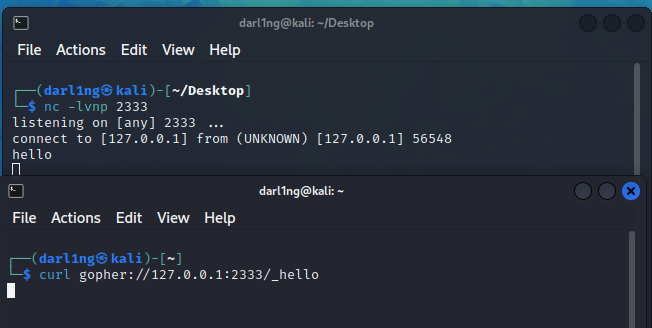 darl1ng@kali: ~/Desktop
File Actions Edit View Help
┌──(darl1ng㉿kali)-[~/Desktop]
└─$ nc -lvnp 2333
listening on [any] 2333 ...
connect to [127.0.0.1] from (UNKNOWN) [127.0.0.1] 56548
hello
darl1ng@kali: ~
File Actions Edit View Help
┌──(darl1ng㉿kali)-[~]
└─$ curl gopher://127.0.0.1:2333/_hello